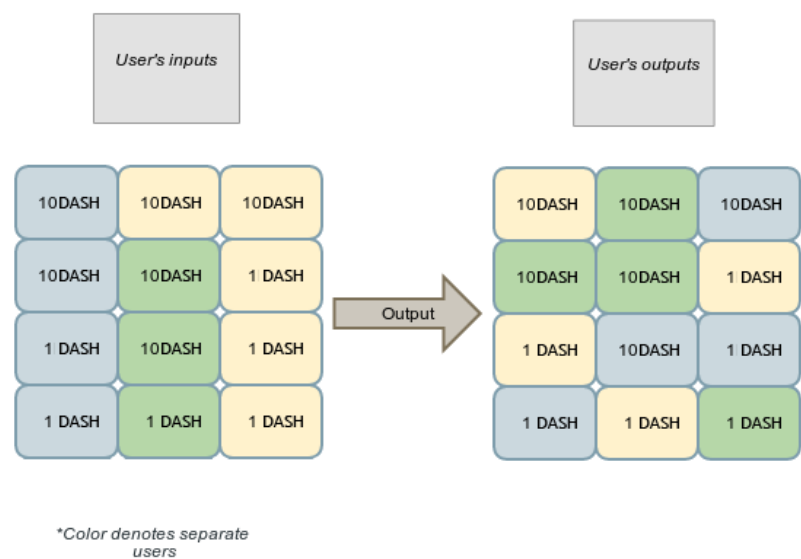 User's inputs
User's outputs
10DASH 10DASH 10DASH
10DASH 10DASH 1 DASH
1 DASH 10DASH 1 DASH
1 DASH 1 DASH 1 DASH
Output
10DASH 10DASH 10DASH
10DASH 10DASH 1 DASH
1 DASH 10DASH 1 DASH
1 DASH 1 DASH 1 DASH
*Color denotes separate
users